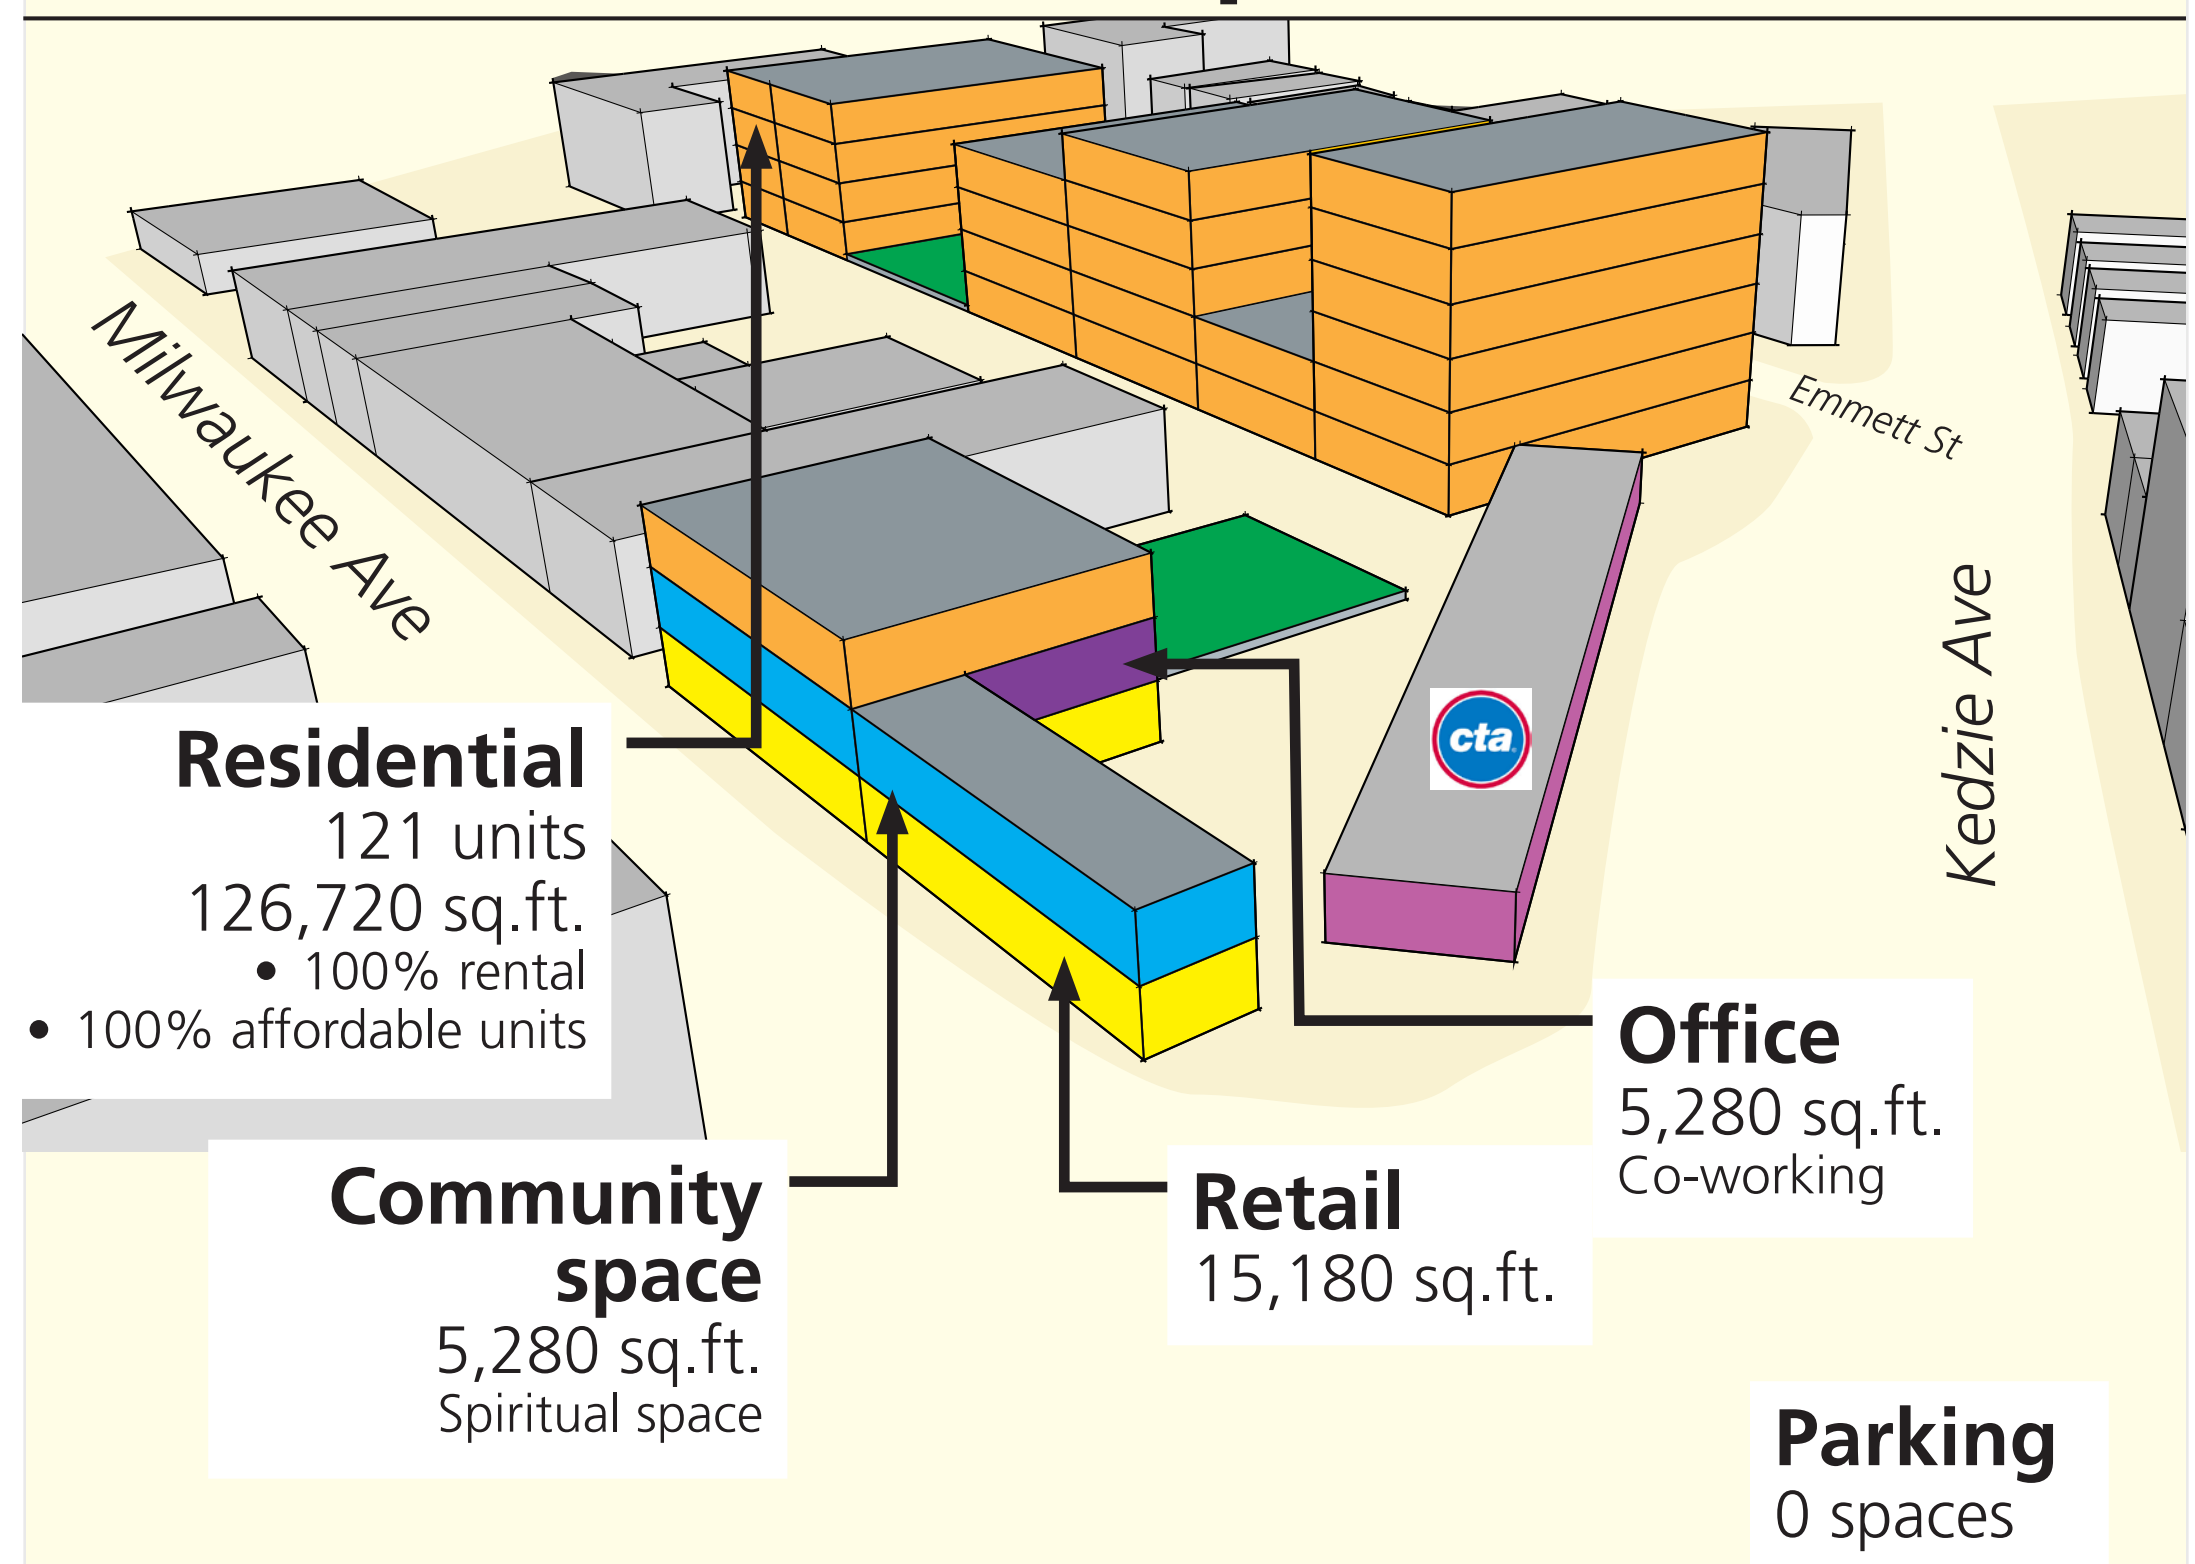 Milwaukee Ave
Emmett St
Kedzie Ave
cta
Residential
121 units
126,720 sq.ft.
• 100% rental
• 100% affordable units
Office
5,280 sq.ft.
Co-working
Community
space
5,280 sq.ft.
Spiritual space
Retail
15,180 sq.ft.
Parking
0 spaces